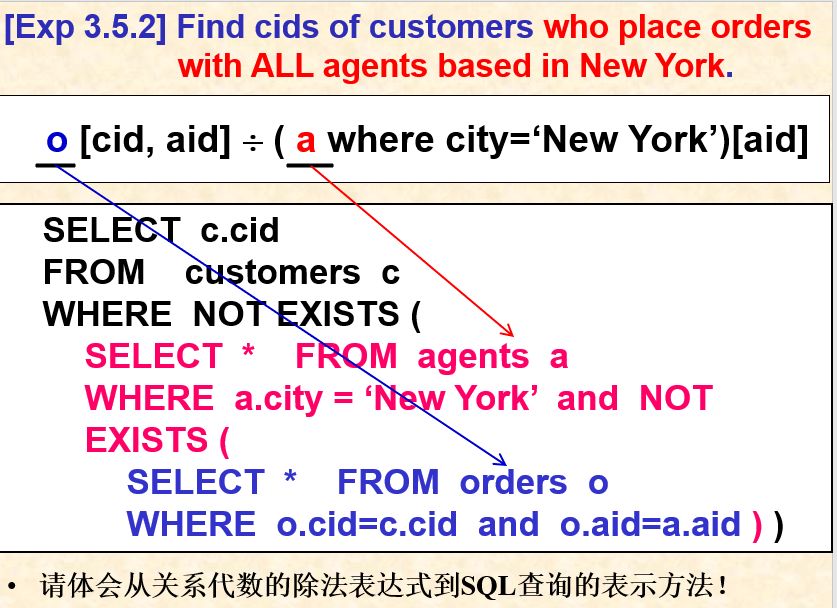 [Exp 3.5.2] Find cids of customers who place orders
with ALL agents based in New York.
o [cid, aid] ÷ ( a where city=‘New York’)[aid]
SELECT c.cid
FROM customers c
WHERE NOT EXISTS (
SELECT * FROM agents a
WHERE a.city = ‘New York’ and NOT
EXISTS (
SELECT * FROM orders o
WHERE o.cid=c.cid and o.aid=a.aid ) )
• 请体会从关系代数的除法表达式到SQL查询的表示方法！